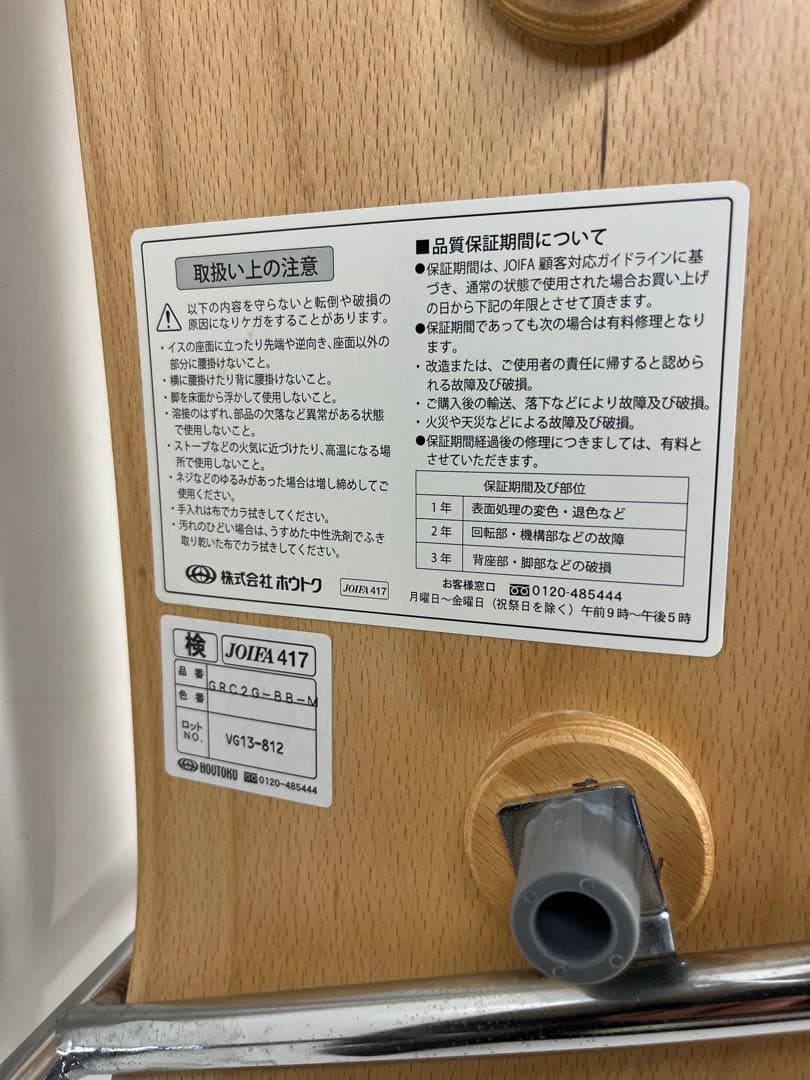 取扱い上の注意
以下の内容を守らないと転倒や破損の
原因になりケガをすることがあります。
・イスの座面に立ったり先端や逆向き、座面以外の
部分に腰掛けないこと。
・横に腰掛けたり背に腰掛けないこと。
・脚を床面から浮かして使用しないこと。
・溶接のはずれ、部品の欠落など異常がある状態
で使用しないこと。
・ストーブなどの火気に近づけたり、高温になる場
所で使用しないこと。
・ネジなどのゆるみがあった場合は増し締めしてご
使用ください。
・手入れは布でカラ拭きしてください。
・汚れのひどい場合は、うすめた中性洗剤でふき
取り乾いた布でカラ拭きしてください。
株式会社 ホウトク
JOIFA 417
■品質保証期間について
●保証期間は、JOIFA 顧客対応ガイドラインに基
づき、通常の状態で使用された場合お買い上げ
の日から下記の年限とさせて頂きます。
●保証期間であっても次の場合は有料修理となり
ます。
・改造または、ご使用者の責任に帰すると認めら
れる故障及び破損。
・ご購入後の輸送、落下などにより故障及び破損。
・火災や天災などによる故障及び破損。
●保証期間経過後の修理につきましては、有料と
させていただきます。
保証期間及び部位
1年 表面処理の変色・退色など
2年 回転部・機構部などの故障
3年 背座部・脚部などの破損
お客様窓口 0120-485444
月曜日～金曜日（祝祭日を除く）午前9時～午後5時
検 JOIFA 417
品番
GRC2G-BB-M
色番
ロットNO. VG13-812
HOUTOKU 0120-485444